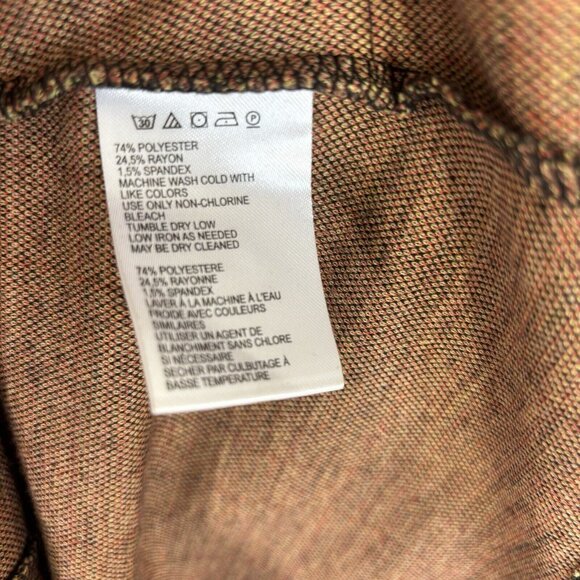 30 P
74% POLYESTER
24,5% RAYON
1,5% SPANDEX
MACHINE WASH COLD WITH
LIKE COLORS
USE ONLY NON-CHLORINE
BLEACH
TUMBLE DRY LOW
LOW IRON AS NEEDED
MAY BE DRY CLEANED
74% POLYESTERE
24,5% RAYONNE
1,5% SPANDEX
LAVER À LA MACHINE À L'EAU
FROIDE AVEC COULEURS
SIMILAIRES
UTILISER UN AGENT DE
BLANCHIMENT SANS CHLORE
SI NÉCESSAIRE
SÉCHER PAR CULBUTAGE À
BASSE TEMPERATURE